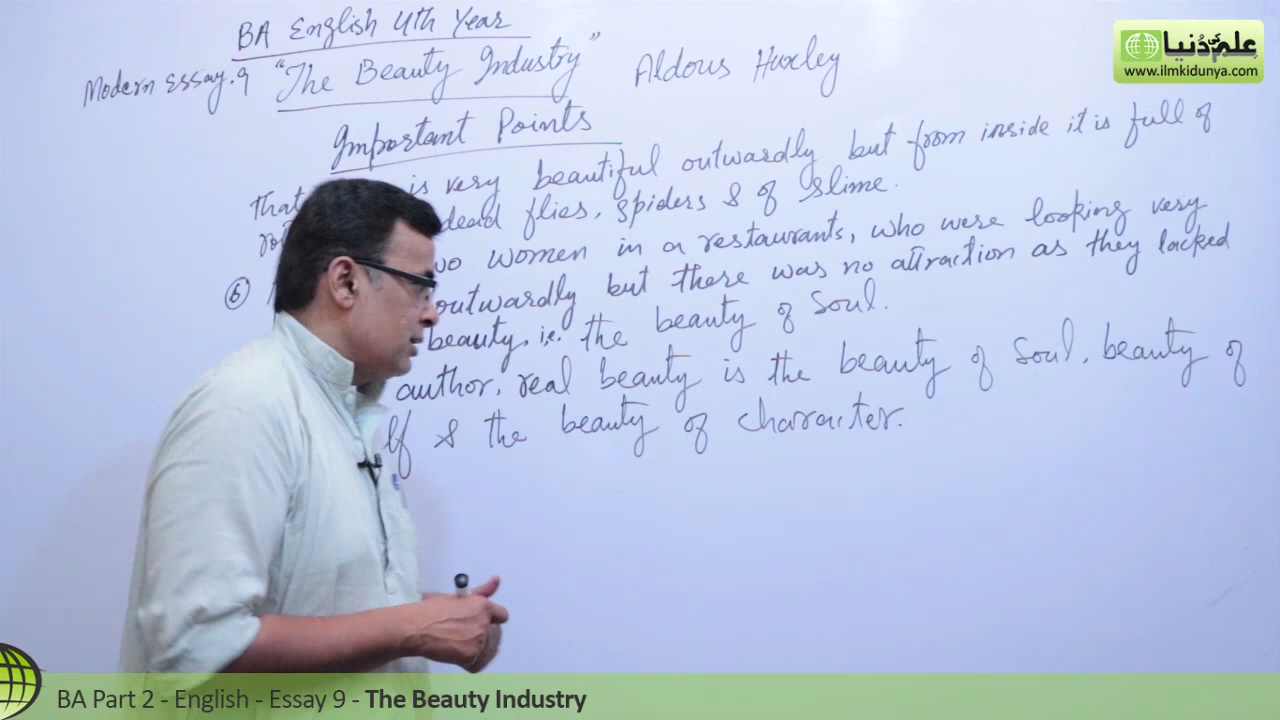 BA English 4th Year
Modern Essay.9 "The Beauty Industry" Aldous Huxley
Important Points
That is very beautiful outwardly but from inside it is full of
dead flies, spiders & of slime.
⑥ women in a restaurants, who were looking very
outwardly but there was no attraction as they lacked
beauty, i.e. the beauty of Soul.
author, real beauty is the beauty of Soul, beauty of
& the beauty of character.
علم کی دُنیا
www.ilmkidunya.com
BA Part 2 - English - Essay 9 - The Beauty Industry